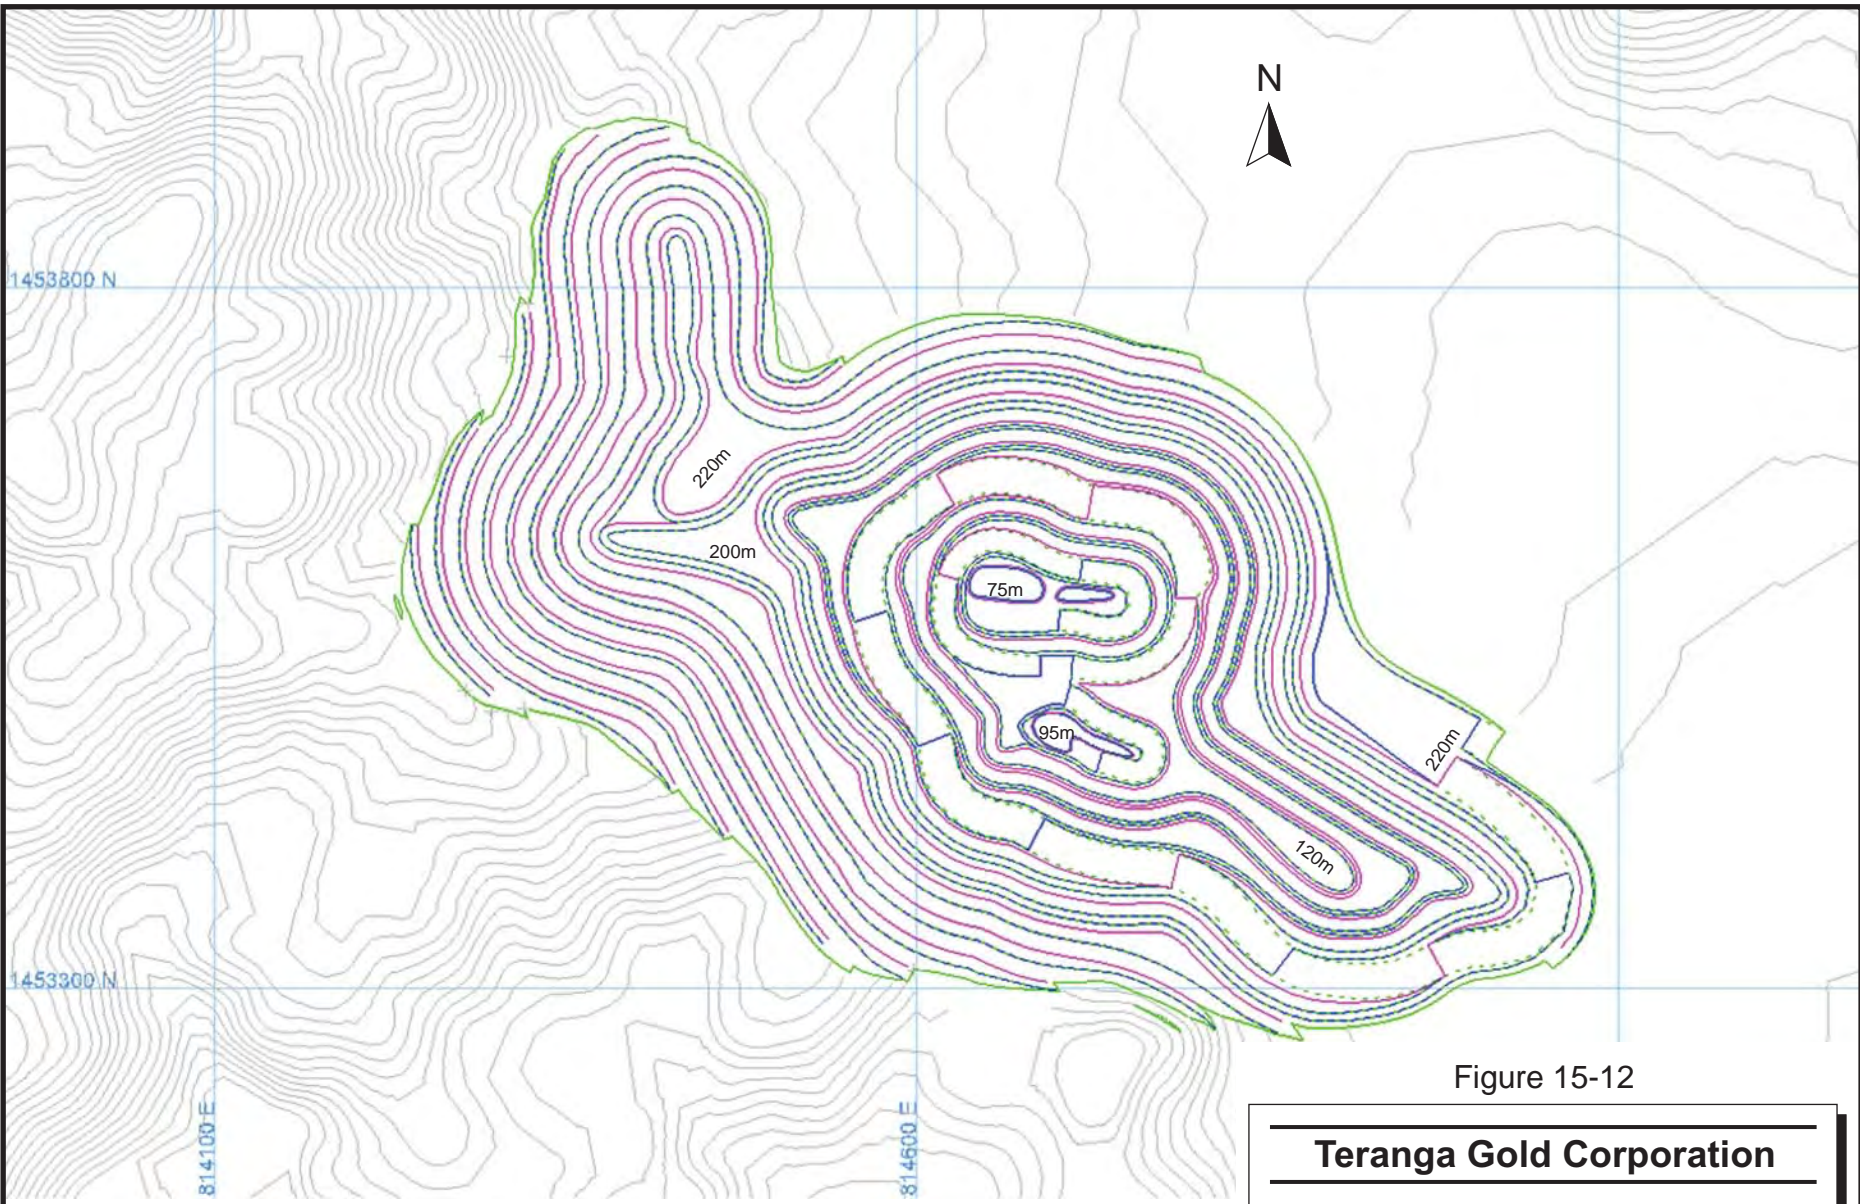 N
1453800 N
220m
200m
75m
95m
220m
120m
1453300 N
814100 E
814600 E
Figure 15-12
Teranga Gold Corporation